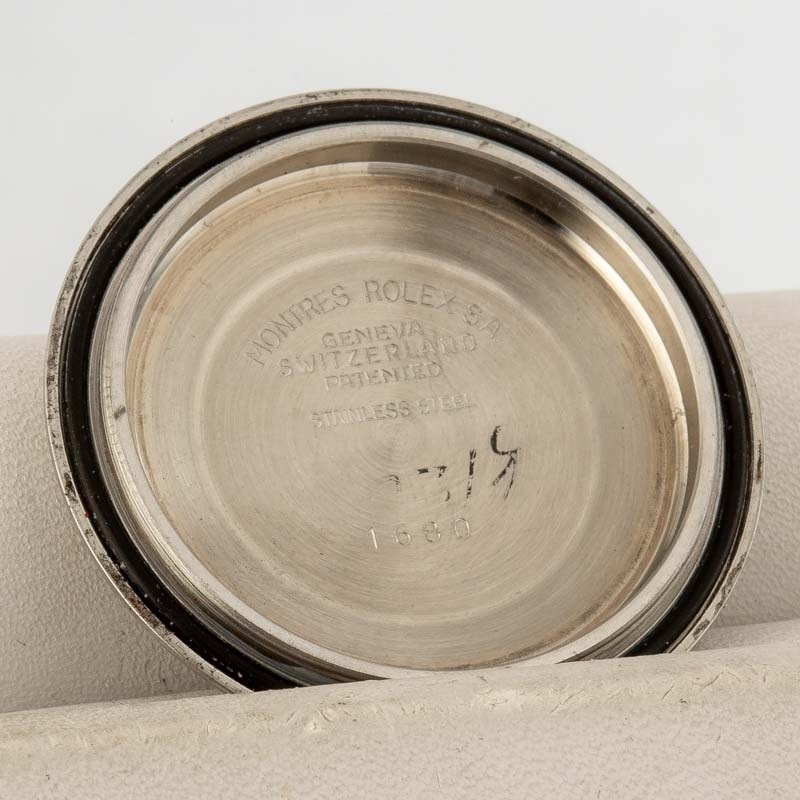 MONTRES ROLEX S A
GENEVA
SWITZERLAND
PATENTED
STAINLESS STEEL
1680